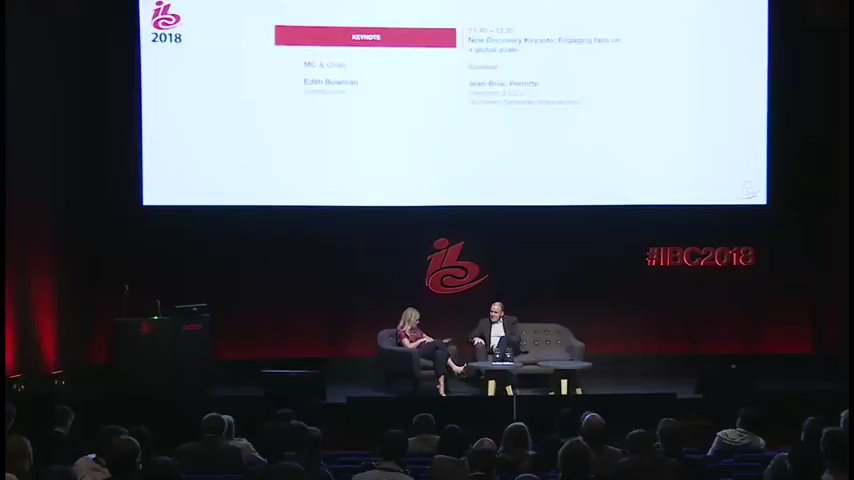 2018
KEYNOTE
11:45 – 12:30
New Discovery Keynote: Engaging fans on
a global scale
MC & Chair
Speaker
Edith Bowman
Jean-Briac Perrette
#IBC2018